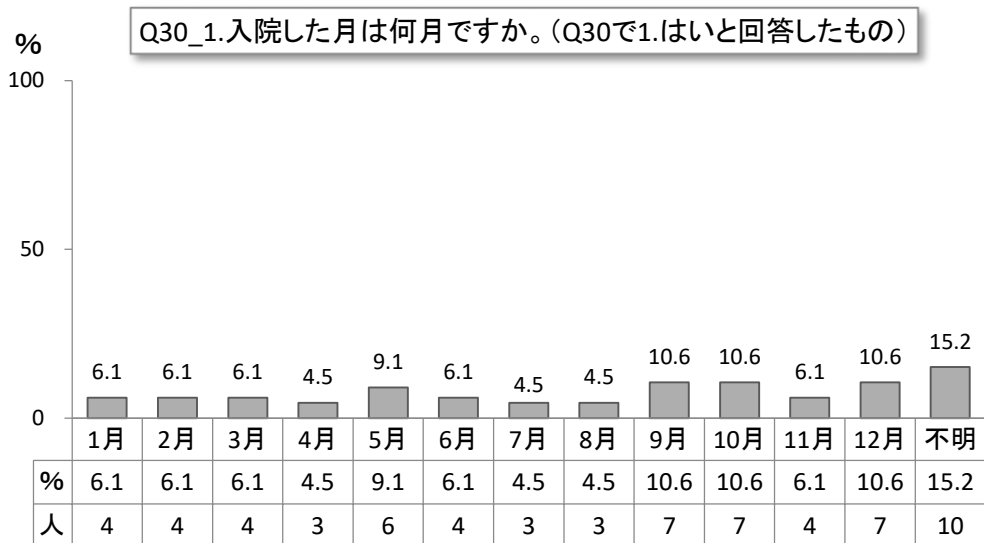 Q30_1.入院した月は何月ですか。（Q30で1.はいと回答したもの）
%
100
50
0
6.1 6.1 6.1 4.5 9.1 6.1 4.5 4.5 10.6 10.6 6.1 10.6 15.2
1月 2月 3月 4月 5月 6月 7月 8月 9月 10月 11月 12月 不明
% 6.1 6.1 6.1 4.5 9.1 6.1 4.5 4.5 10.6 10.6 6.1 10.6 15.2
人 4 4 4 3 6 4 3 3 7 7 4 7 10